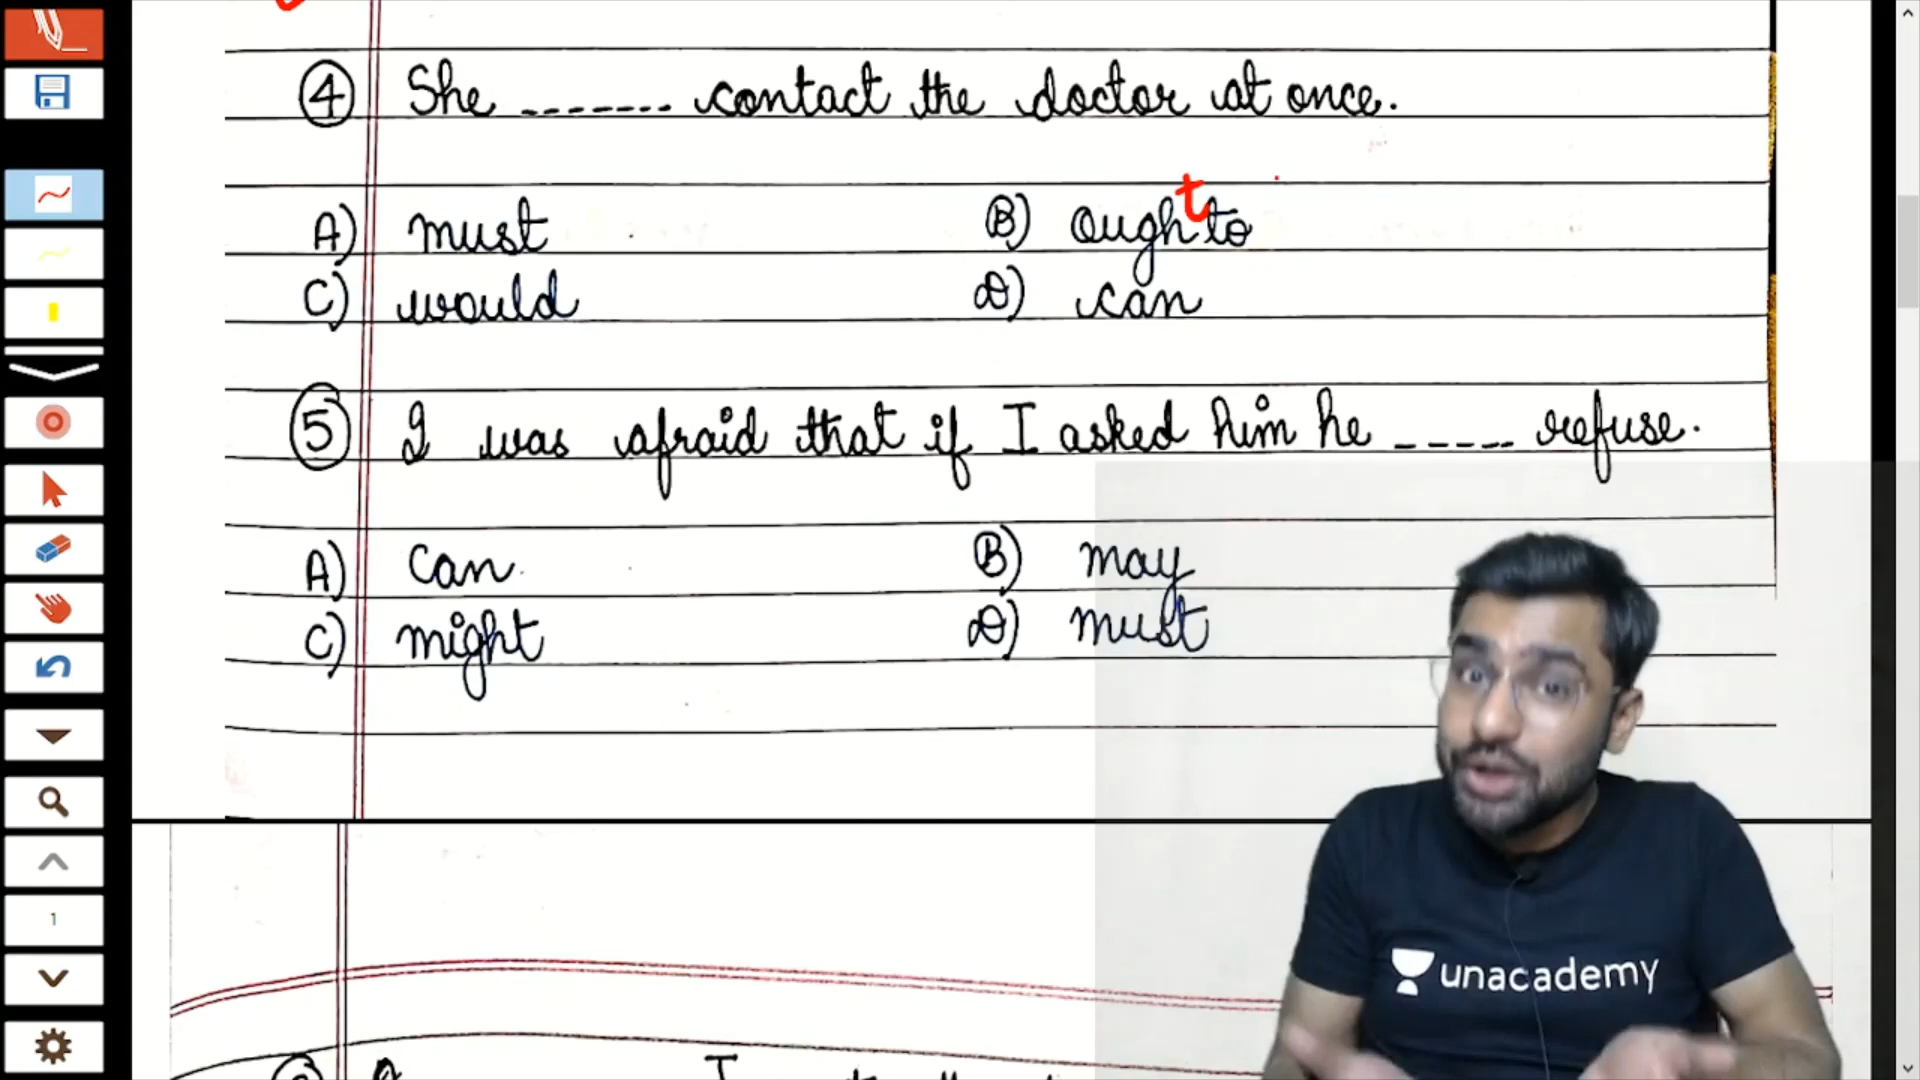 ④ She ------- contact the doctor at once.
A) must B) ought to
C) would D) can
⑤ I was afraid that if I asked him he ----- refuse.
A) can B) may
C) might D) must
unacademy
1